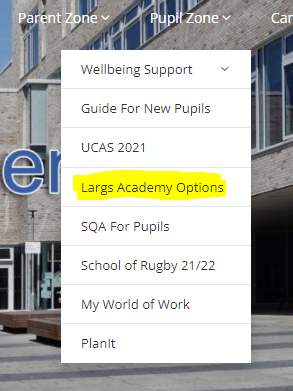 Parent Zone Pupil Zone
Wellbeing Support
Guide For New Pupils
UCAS 2021
Largs Academy Options
SQA For Pupils
School of Rugby 21/22
My World of Work
PlanIt